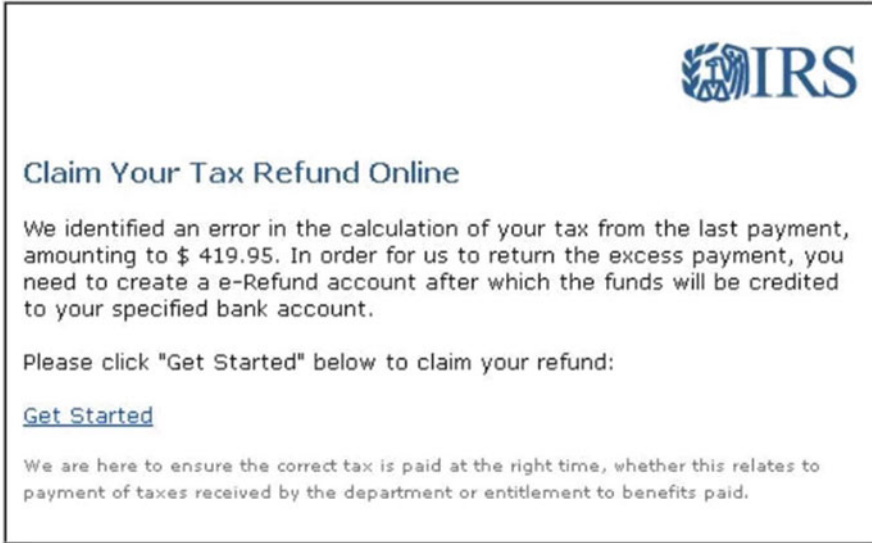 IRS
Claim Your Tax Refund Online
We identified an error in the calculation of your tax from the last payment,
amounting to $ 419.95. In order for us to return the excess payment, you
need to create a e-Refund account after which the funds will be credited
to your specified bank account.
Please click "Get Started" below to claim your refund:
Get Started
We are here to ensure the correct tax is paid at the right time, whether this relates to
payment of taxes received by the department or entitlement to benefits paid.